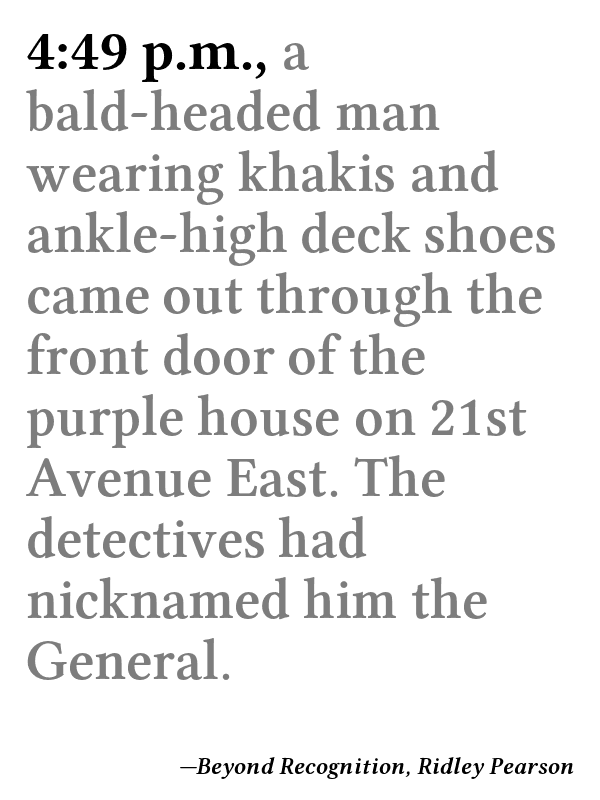 4:49 p.m., a
bald-headed man
wearing khakis and
ankle-high deck shoes
came out through the
front door of the
purple house on 21st
Avenue East. The
detectives had
nicknamed him the
General.
—Beyond Recognition, Ridley Pearson